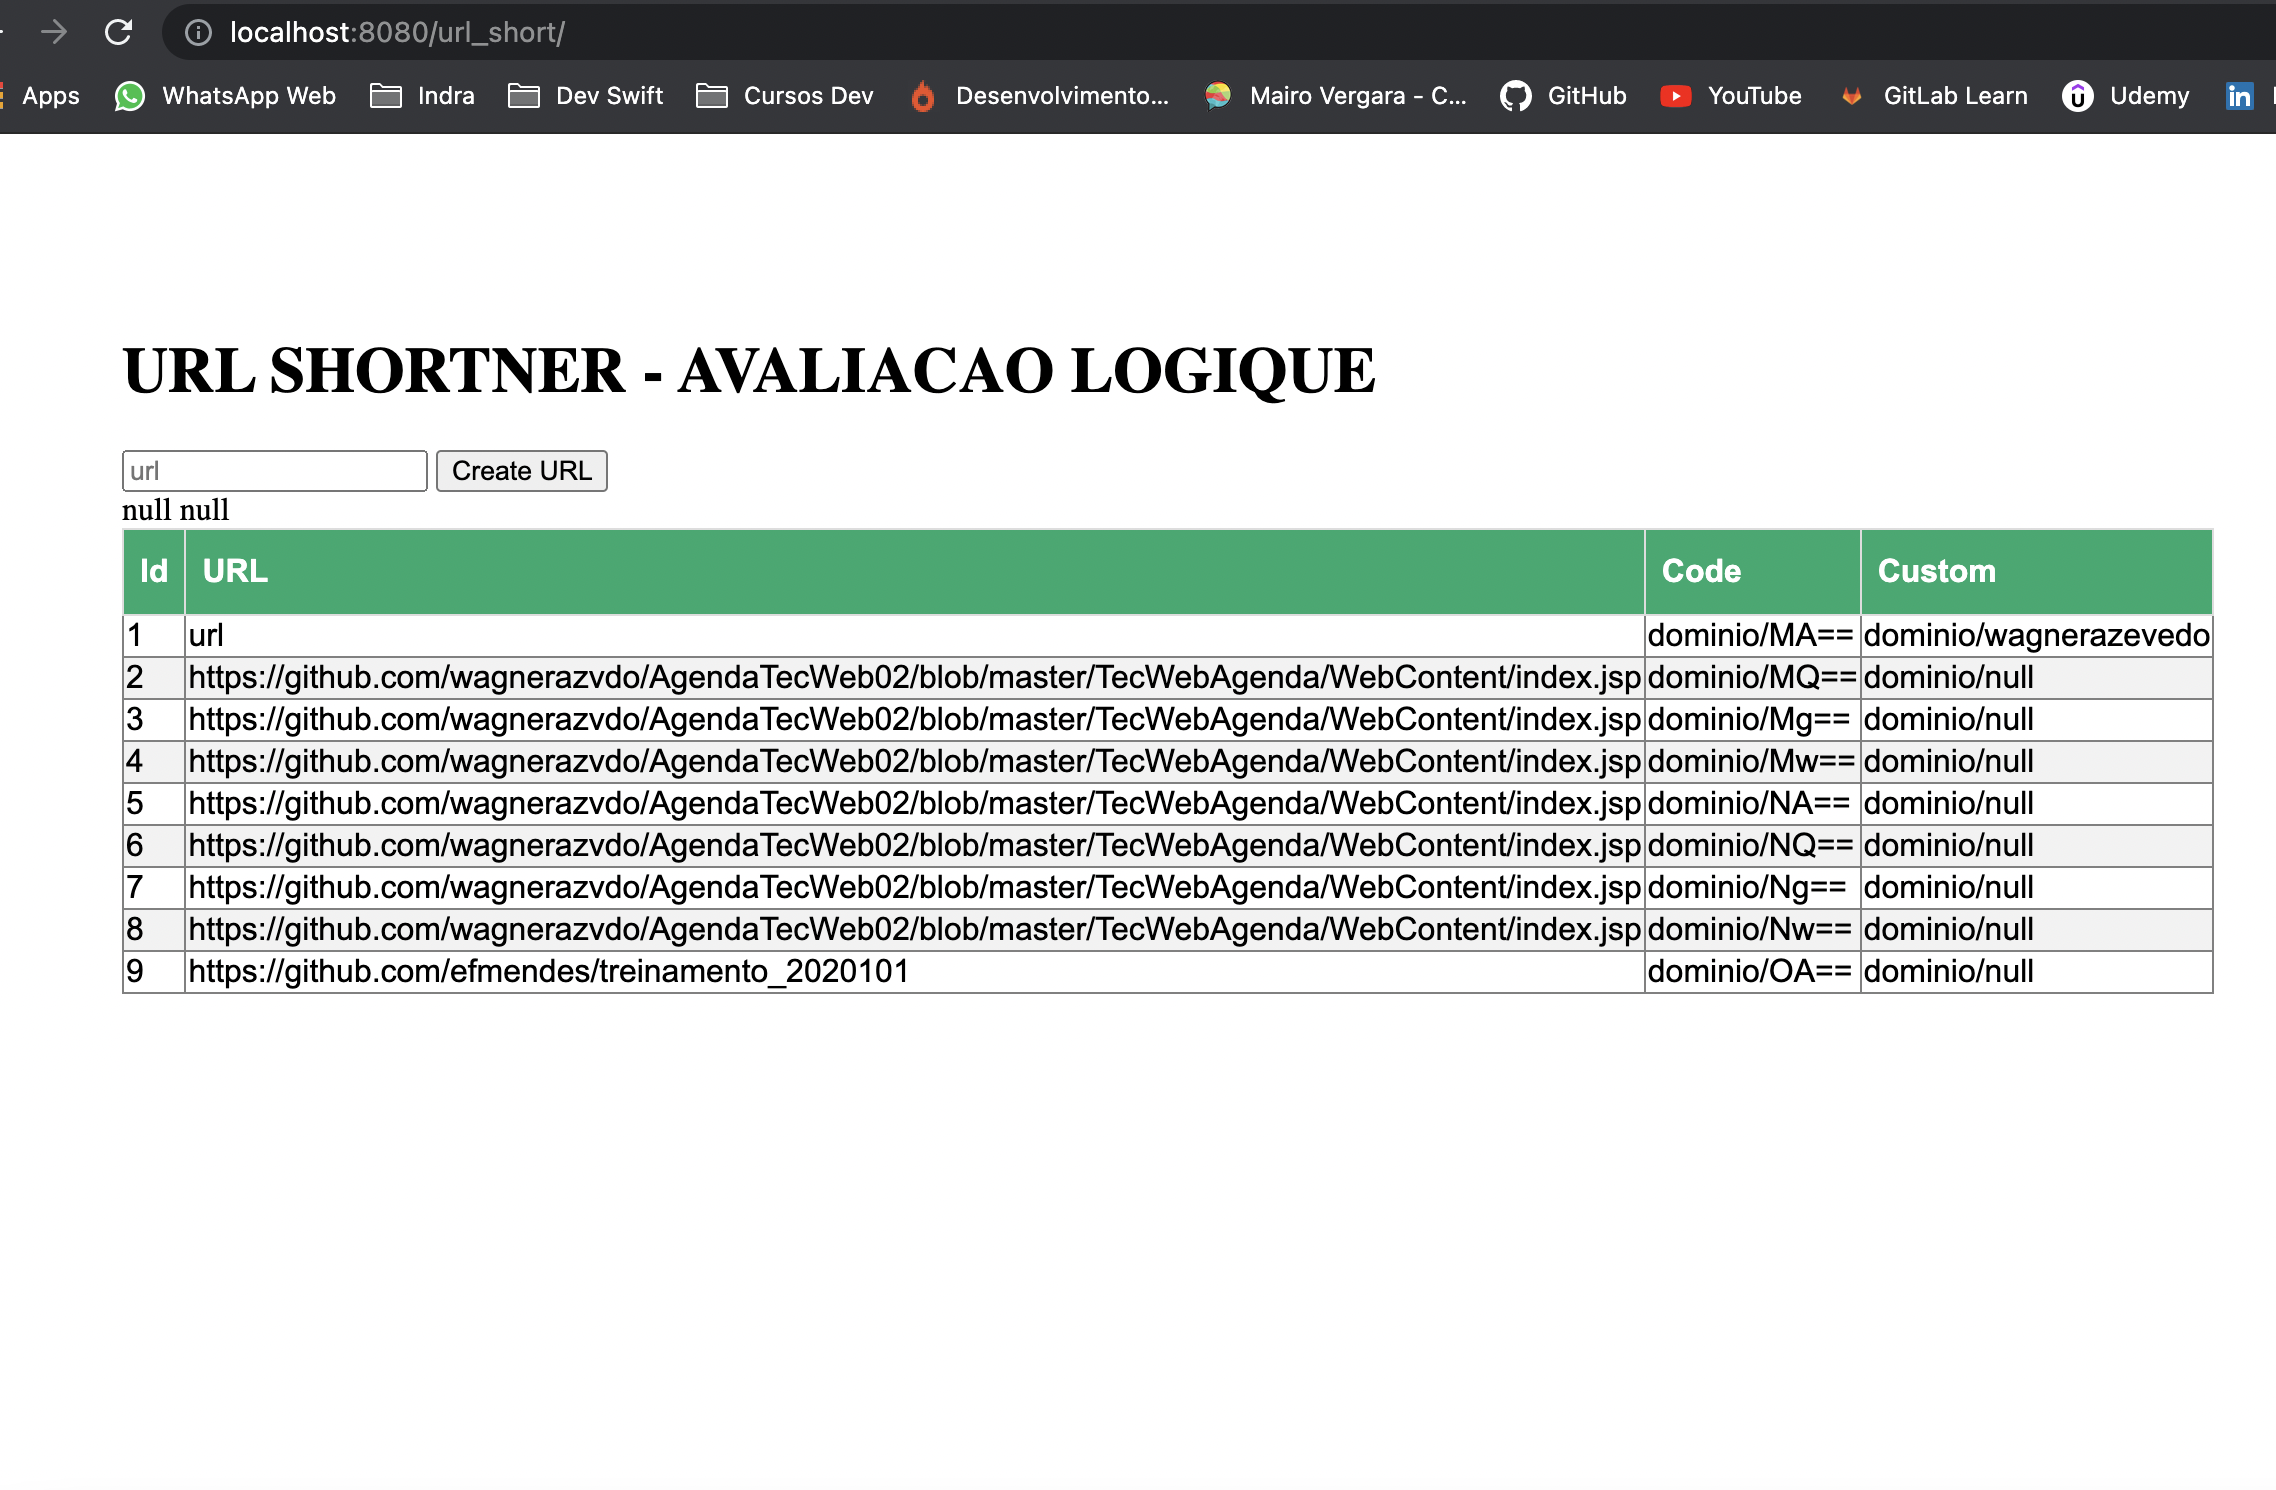 localhost:8080/url_short/
Apps WhatsApp Web Indra Dev Swift Cursos Dev Desenvolvimento... Mairo Vergara - C... GitHub YouTube GitLab Learn Udemy
URL SHORTNER - AVALIACAO LOGIQUE
url Create URL
null null
Id URL Code Custom
1 url dominio/MA== dominio/wagnerazevedo
2 https://github.com/wagnerazvdo/AgendaTecWeb02/blob/master/TecWebAgenda/WebContent/index.jsp dominio/MQ== dominio/null
3 https://github.com/wagnerazvdo/AgendaTecWeb02/blob/master/TecWebAgenda/WebContent/index.jsp dominio/Mg== dominio/null
4 https://github.com/wagnerazvdo/AgendaTecWeb02/blob/master/TecWebAgenda/WebContent/index.jsp dominio/Mw== dominio/null
5 https://github.com/wagnerazvdo/AgendaTecWeb02/blob/master/TecWebAgenda/WebContent/index.jsp dominio/NA== dominio/null
6 https://github.com/wagnerazvdo/AgendaTecWeb02/blob/master/TecWebAgenda/WebContent/index.jsp dominio/NQ== dominio/null
7 https://github.com/wagnerazvdo/AgendaTecWeb02/blob/master/TecWebAgenda/WebContent/index.jsp dominio/Ng== dominio/null
8 https://github.com/wagnerazvdo/AgendaTecWeb02/blob/master/TecWebAgenda/WebContent/index.jsp dominio/Nw== dominio/null
9 https://github.com/efmendes/treinamento_2020101 dominio/OA== dominio/null